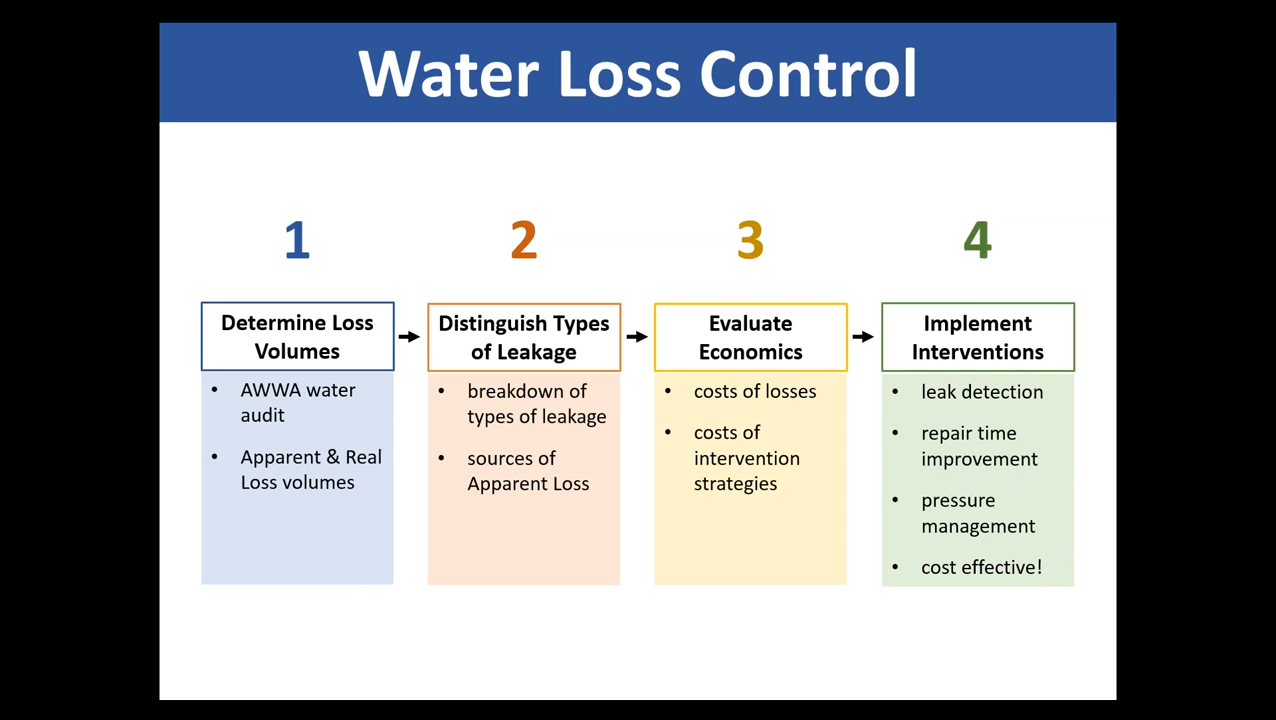 Water Loss Control
1
2
3
4
Determine Loss
Volumes
• AWWA water
audit
• Apparent & Real
Loss volumes
Distinguish Types
of Leakage
• breakdown of
types of leakage
• sources of
Apparent Loss
Evaluate
Economics
• costs of losses
• costs of
intervention
strategies
Implement
Interventions
• leak detection
• repair time
improvement
• pressure
management
• cost effective!